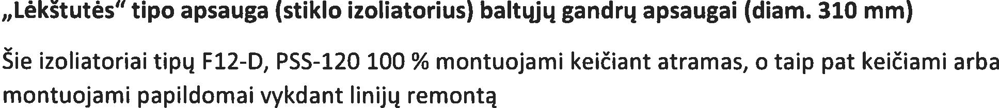 „Lėkštutės“ tipo apsauga (stiklo izoliatorius) baltųjų gandrų apsaugai (diam. 310 mm)
Šie izoliatoriai tipų F12-D, PSS-120 100 % montuojami keičiant atramas, o taip pat keičiami arba
montuojami papildomai vykdant linijų remontą